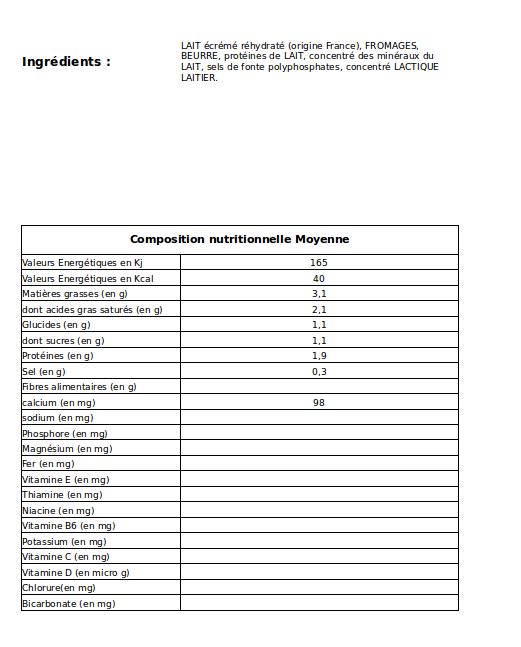 LAIT écrémé réhydraté (origine France), FROMAGES,
BEURRE, protéines de LAIT, concentré des minéraux du
Ingrédients :
LAIT, sels de fonte polyphosphates, concentré LACTIQUE
LAITIER.
Composition nutritionnelle Moyenne
Valeurs Energétiques en Kj 165
Valeurs Energétiques en Kcal 40
Matières grasses (en g) 3,1
dont acides gras saturés (en g) 2,1
Glucides (en g) 1,1
dont sucres (en g) 1,1
Protéines (en g) 1,9
Sel (en g) 0,3
Fibres alimentaires (en g)
calcium (en mg) 98
sodium (en mg)
Phosphore (en mg)
Magnésium (en mg)
Fer (en mg)
Vitamine E (en mg)
Thiamine (en mg)
Niacine (en mg)
Vitamine B6 (en mg)
Potassium (en mg)
Vitamine C (en mg)
Vitamine D (en micro g)
Chlorure(en mg)
Bicarbonate (en mg)